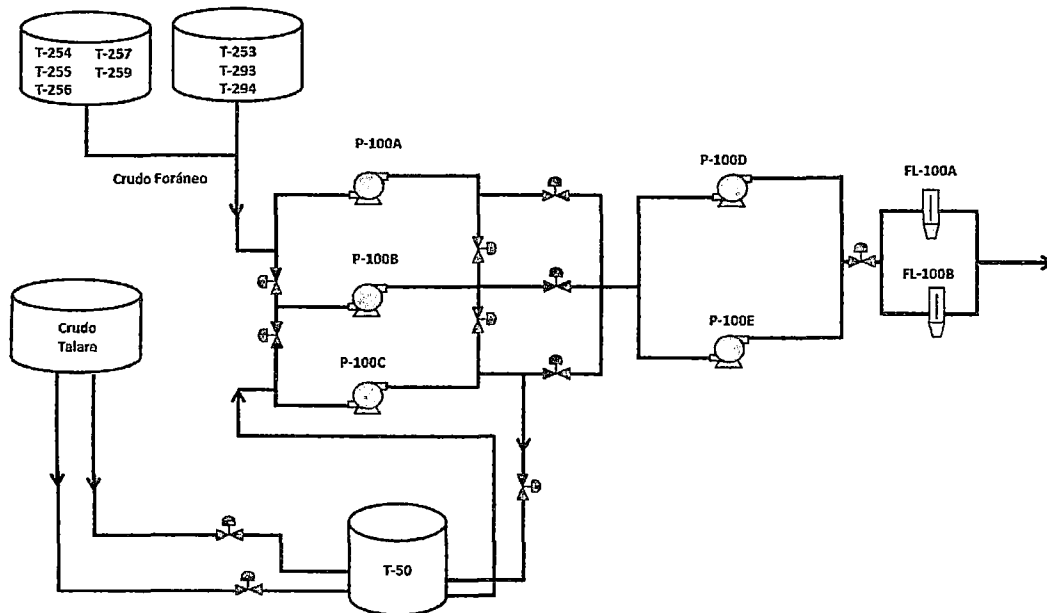 T-254 T-257
T-255 T-259
T-256
T-253
T-293
T-294
Crudo Foráneo
P-100A
P-100B
P-100C
P-100D
P-100E
FL-100A
FL-100B
Crudo
Talara
T-50